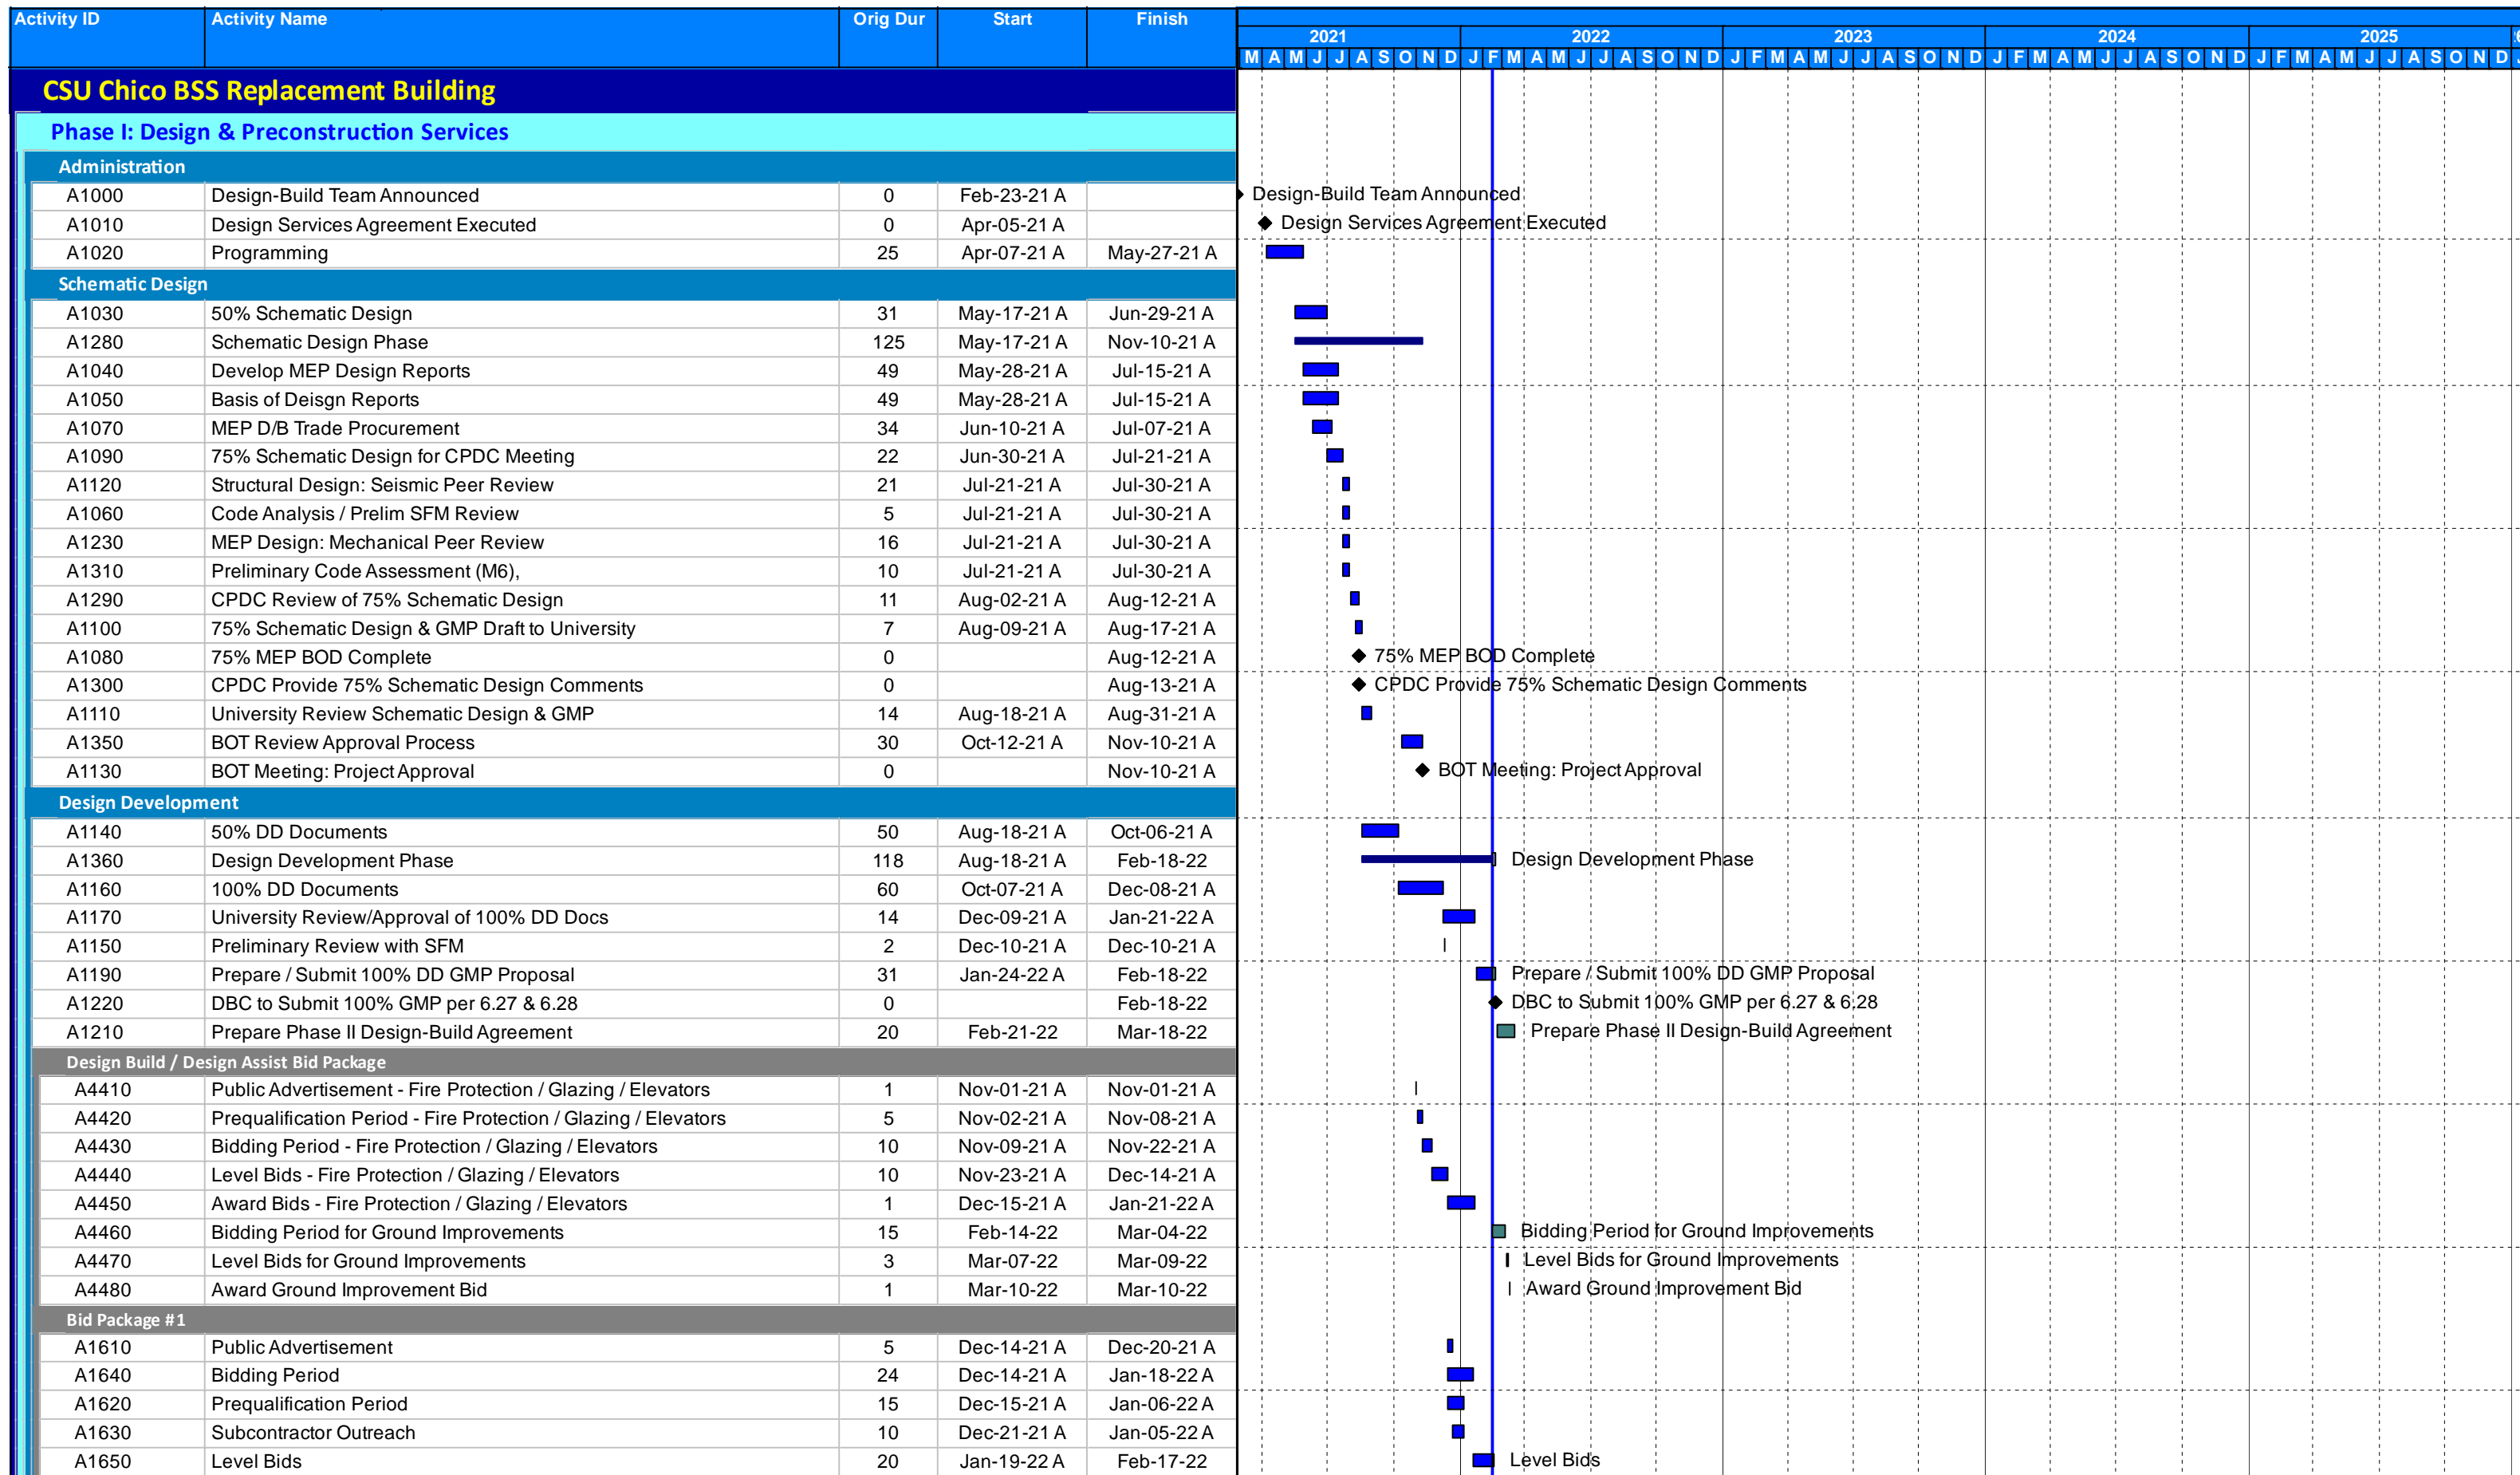 Activity ID Activity Name Orig Dur Start Finish
2021 2022 2023 2024 2025
M A M J J A S O N D J F M A M J J A S O N D J F M A M J J A S O N D J F M A M J J A S O N D J F M A M J J A S O N D
CSU Chico BSS Replacement Building
Phase I: Design & Preconstruction Services
Administration
A1000 Design-Build Team Announced 0 Feb-23-21 A Design-Build Team Announced
A1010 Design Services Agreement Executed 0 Apr-05-21 A Design Services Agreement Executed
A1020 Programming 25 Apr-07-21 A May-27-21 A
Schematic Design
A1030 50% Schematic Design 31 May-17-21 A Jun-29-21 A
A1280 Schematic Design Phase 125 May-17-21 A Nov-10-21 A
A1040 Develop MEP Design Reports 49 May-28-21 A Jul-15-21 A
A1050 Basis of Deisgn Reports 49 May-28-21 A Jul-15-21 A
A1070 MEP D/B Trade Procurement 34 Jun-10-21 A Jul-07-21 A
A1090 75% Schematic Design for CPDC Meeting 22 Jun-30-21 A Jul-21-21 A
A1120 Structural Design: Seismic Peer Review 21 Jul-21-21 A Jul-30-21 A
A1060 Code Analysis / Prelim SFM Review 5 Jul-21-21 A Jul-30-21 A
A1230 MEP Design: Mechanical Peer Review 16 Jul-21-21 A Jul-30-21 A
A1310 Preliminary Code Assessment (M6), 10 Jul-21-21 A Jul-30-21 A
A1290 CPDC Review of 75% Schematic Design 11 Aug-02-21 A Aug-12-21 A
A1100 75% Schematic Design & GMP Draft to University 7 Aug-09-21 A Aug-17-21 A
A1080 75% MEP BOD Complete 0 Aug-12-21 A 75% MEP BOD Complete
A1300 CPDC Provide 75% Schematic Design Comments 0 Aug-13-21 A CPDC Provide 75% Schematic Design Comments
A1110 University Review Schematic Design & GMP 14 Aug-18-21 A Aug-31-21 A
A1350 BOT Review Approval Process 30 Oct-12-21 A Nov-10-21 A
A1130 BOT Meeting: Project Approval 0 Nov-10-21 A BOT Meeting: Project Approval
Design Development
A1140 50% DD Documents 50 Aug-18-21 A Oct-06-21 A
A1360 Design Development Phase 118 Aug-18-21 A Feb-18-22 Design Development Phase
A1160 100% DD Documents 60 Oct-07-21 A Dec-08-21 A
A1170 University Review/Approval of 100% DD Docs 14 Dec-09-21 A Jan-21-22 A
A1150 Preliminary Review with SFM 2 Dec-10-21 A Dec-10-21 A
A1190 Prepare / Submit 100% DD GMP Proposal 31 Jan-24-22 A Feb-18-22 Prepare / Submit 100% DD GMP Proposal
A1220 DBC to Submit 100% GMP per 6.27 & 6.28 0 Feb-18-22 DBC to Submit 100% GMP per 6.27 & 6.28
A1210 Prepare Phase II Design-Build Agreement 20 Feb-21-22 Mar-18-22 Prepare Phase II Design-Build Agreement
Design Build / Design Assist Bid Package
A4410 Public Advertisement - Fire Protection / Glazing / Elevators 1 Nov-01-21 A Nov-01-21 A
A4420 Prequalification Period - Fire Protection / Glazing / Elevators 5 Nov-02-21 A Nov-08-21 A
A4430 Bidding Period - Fire Protection / Glazing / Elevators 10 Nov-09-21 A Nov-22-21 A
A4440 Level Bids - Fire Protection / Glazing / Elevators 10 Nov-23-21 A Dec-14-21 A
A4450 Award Bids - Fire Protection / Glazing / Elevators 1 Dec-15-21 A Jan-21-22 A
A4460 Bidding Period for Ground Improvements 15 Feb-14-22 Mar-04-22 Bidding Period for Ground Improvements
A4470 Level Bids for Ground Improvements 3 Mar-07-22 Mar-09-22 Level Bids for Ground Improvements
A4480 Award Ground Improvement Bid 1 Mar-10-22 Mar-10-22 Award Ground Improvement Bid
Bid Package #1
A1610 Public Advertisement 5 Dec-14-21 A Dec-20-21 A
A1640 Bidding Period 24 Dec-14-21 A Jan-18-22 A
A1620 Prequalification Period 15 Dec-15-21 A Jan-06-22 A
A1630 Subcontractor Outreach 10 Dec-21-21 A Jan-05-22 A
A1650 Level Bids 20 Jan-19-22 A Feb-17-22 Level Bids